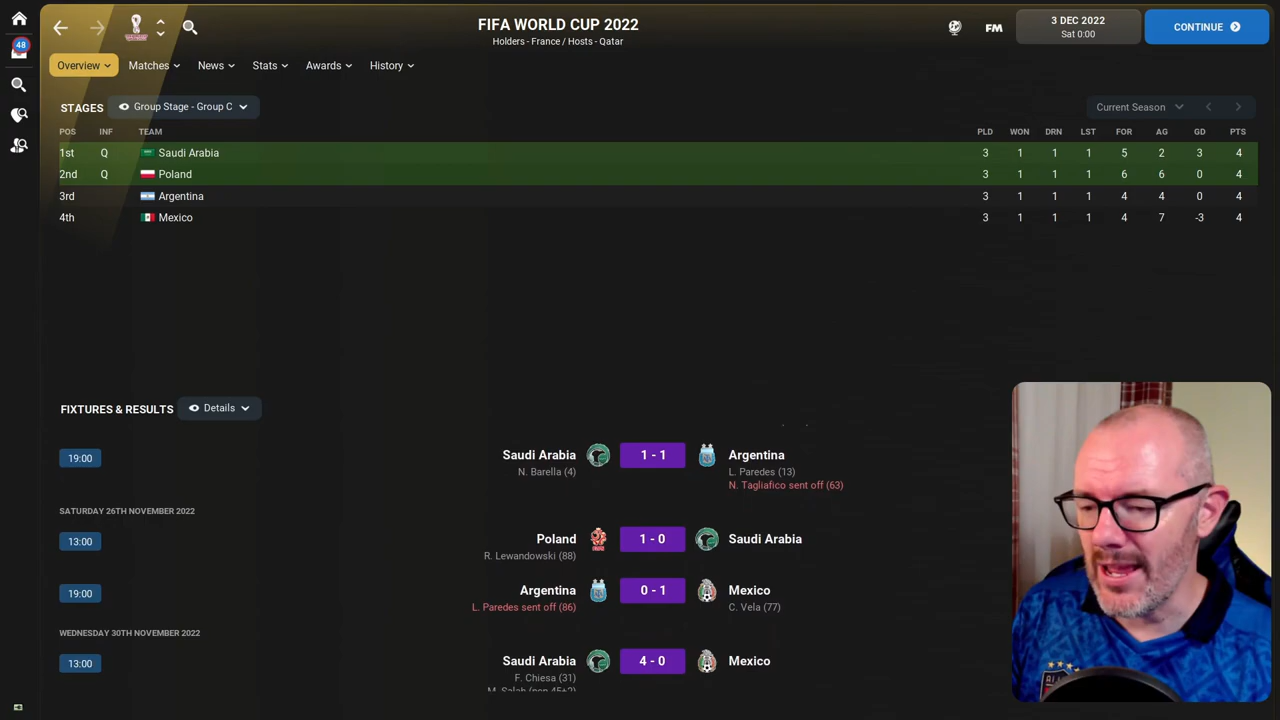 FIFA WORLD CUP 2022
Holders - France / Hosts - Qatar
FM
3 DEC 2022
Sat 0:00
CONTINUE
48
Overview
Matches
News
Stats
Awards
History
STAGES
Group Stage - Group C
Current Season
POS INF TEAM PLD WON DRN LST FOR AG GD PTS
1st Q Saudi Arabia 3 1 1 1 5 2 3 4
2nd Q Poland 3 1 1 1 6 6 0 4
3rd Argentina 3 1 1 1 4 4 0 4
4th Mexico 3 1 1 1 4 7 -3 4
FIXTURES & RESULTS
Details
19:00 Saudi Arabia 1 - 1 Argentina
N. Barella (4) L. Paredes (13)
N. Tagliafico sent off (63)
SATURDAY 26TH NOVEMBER 2022
13:00 Poland 1 - 0 Saudi Arabia
R. Lewandowski (88)
19:00 Argentina 0 - 1 Mexico
L. Paredes sent off (86) C. Vela (77)
WEDNESDAY 30TH NOVEMBER 2022
13:00 Saudi Arabia 4 - 0 Mexico
F. Chiesa (31)
M. Salah (pen 45+2)